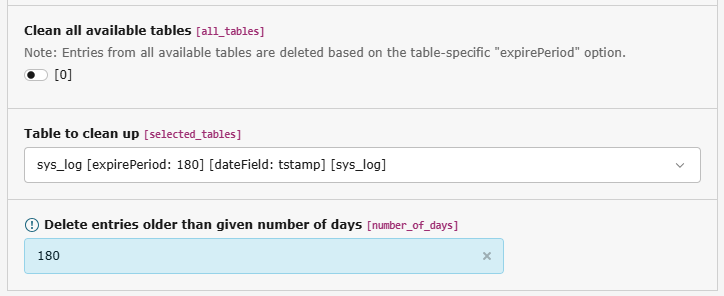 Clean all available tables [all_tables]
Note: Entries from all available tables are deleted based on the table-specific "expirePeriod" option.
[0]
Table to clean up [selected_tables]
sys_log [expirePeriod: 180] [dateField: tstamp] [sys_log]
Delete entries older than given number of days [number_of_days]
180